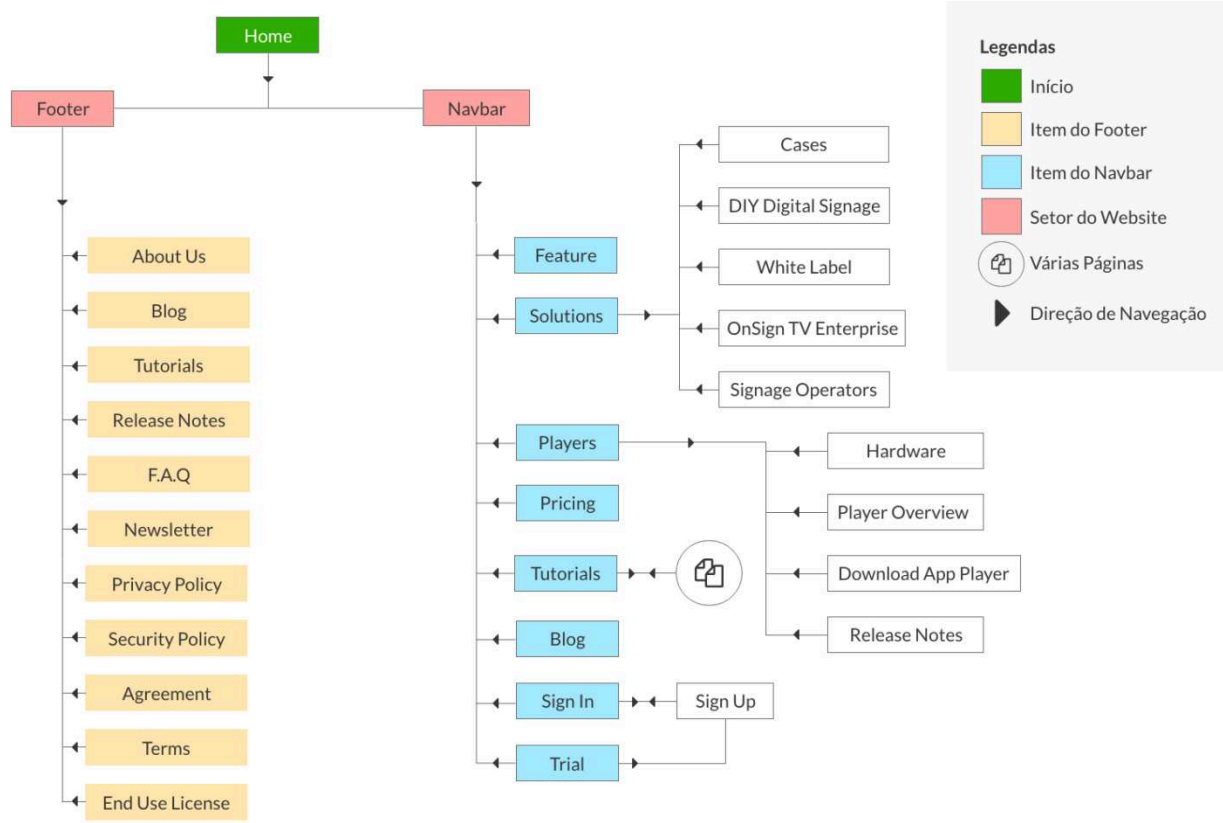 Home
Footer
Navbar
About Us
Blog
Tutorials
Release Notes
F.A.Q
Newsletter
Privacy Policy
Security Policy
Agreement
Terms
End Use License
Feature
Solutions
Players
Pricing
Tutorials
Blog
Sign In
Trial
Cases
DIY Digital Signage
White Label
OnSign TV Enterprise
Signage Operators
Hardware
Player Overview
Download App Player
Release Notes
Sign Up
Legendas
Início
Item do Footer
Item do Navbar
Setor do Website
Várias Páginas
Direção de Navegação